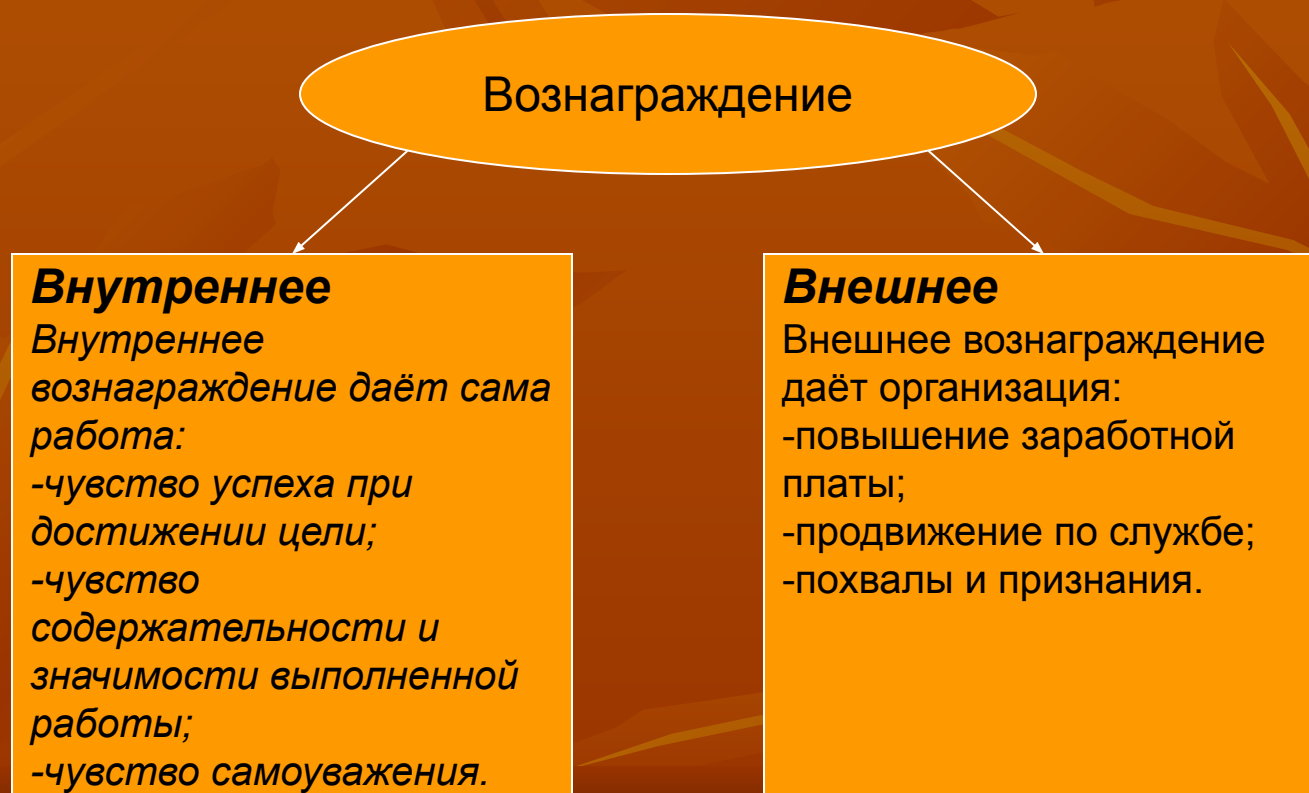 Вознаграждение
Внутреннее
Внутреннее
вознаграждение даёт сама
работа:
-чувство успеха при
достижении цели;
-чувство
содержательности и
значимости выполненной
работы;
-чувство самоуважения.
Внешнее
Внешнее вознаграждение
даёт организация:
-повышение заработной
платы;
-продвижение по службе;
-похвалы и признания.